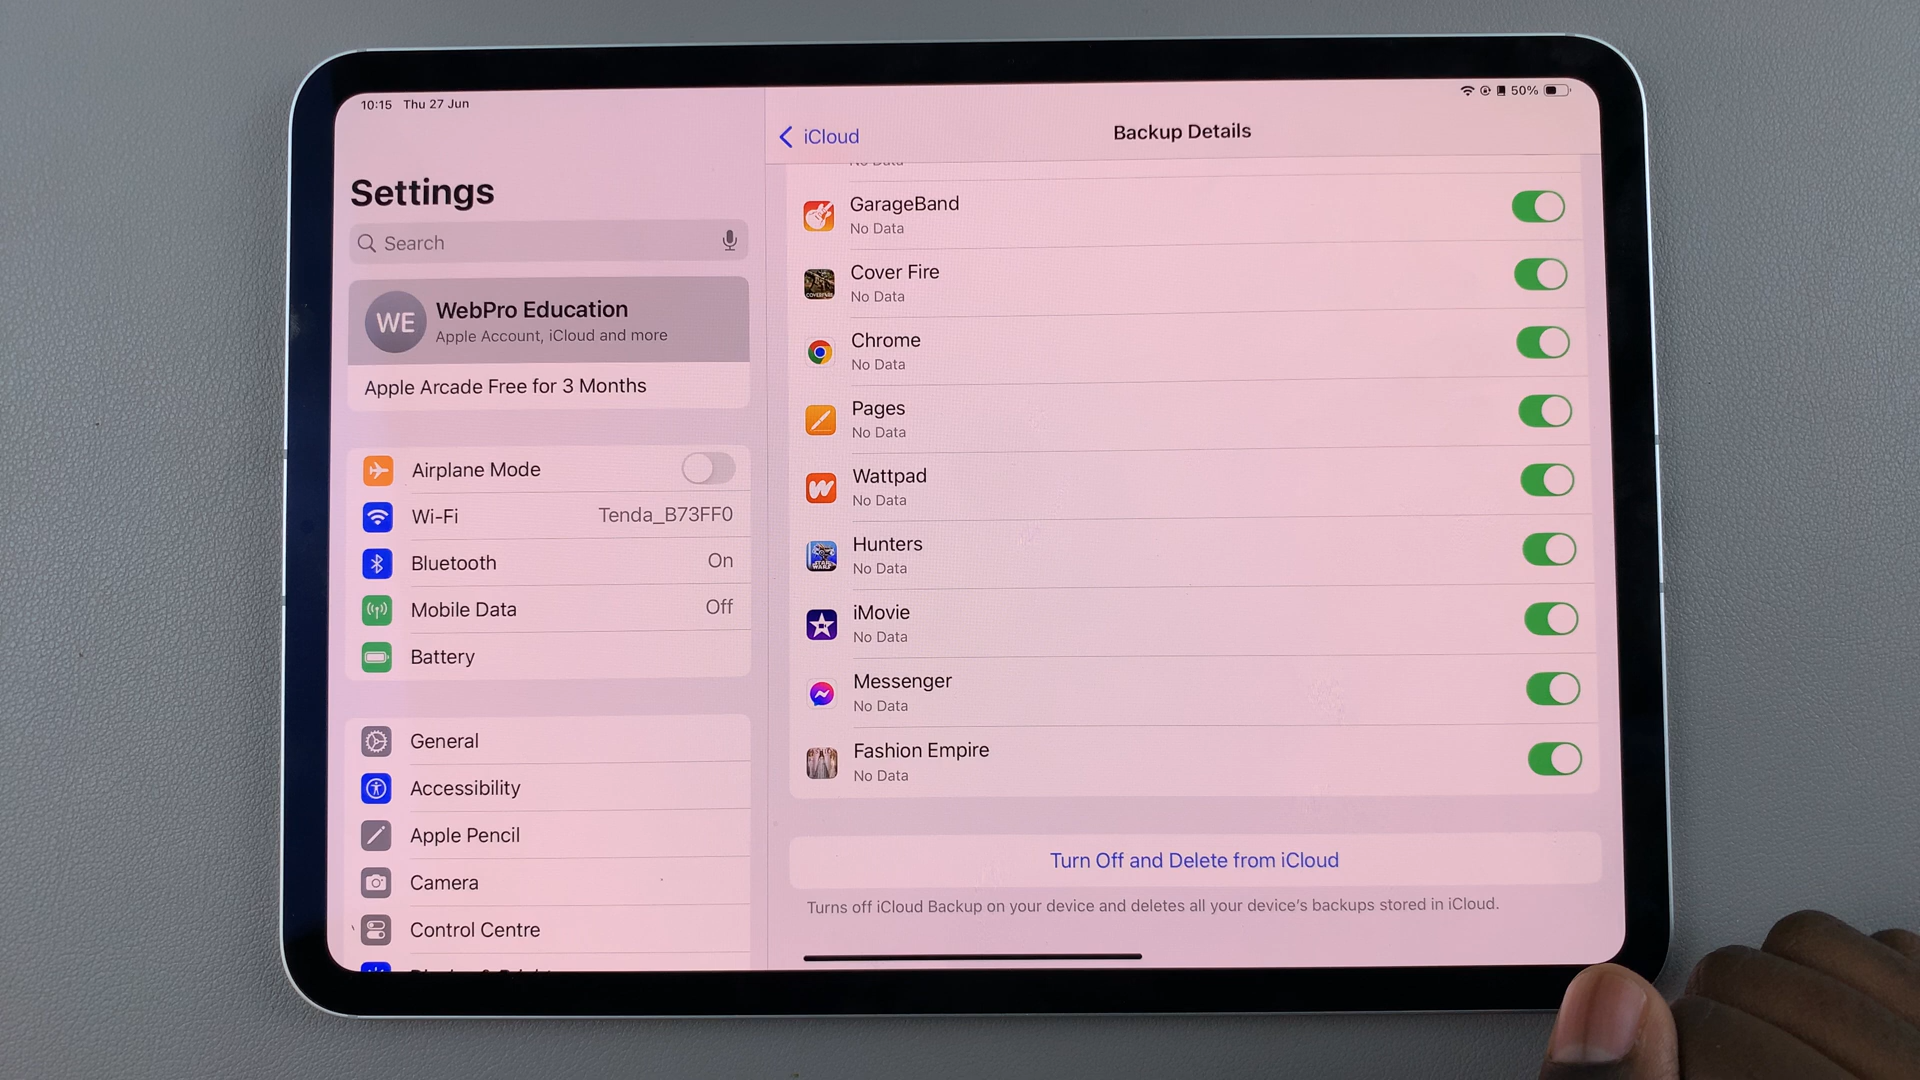 10:15 Thu 27 Jun
50%
Settings
Search
WE
WebPro Education
Apple Account, iCloud and more
Apple Arcade Free for 3 Months
Airplane Mode
Wi-Fi Tenda_B73FF0
Bluetooth On
Mobile Data Off
Battery
General
Accessibility
Apple Pencil
Camera
Control Centre
iCloud
Backup Details
No Data
GarageBand
No Data
Cover Fire
No Data
Chrome
No Data
Pages
No Data
Wattpad
No Data
Hunters
No Data
iMovie
No Data
Messenger
No Data
Fashion Empire
No Data
Turn Off and Delete from iCloud
Turns off iCloud Backup on your device and deletes all your device's backups stored in iCloud.